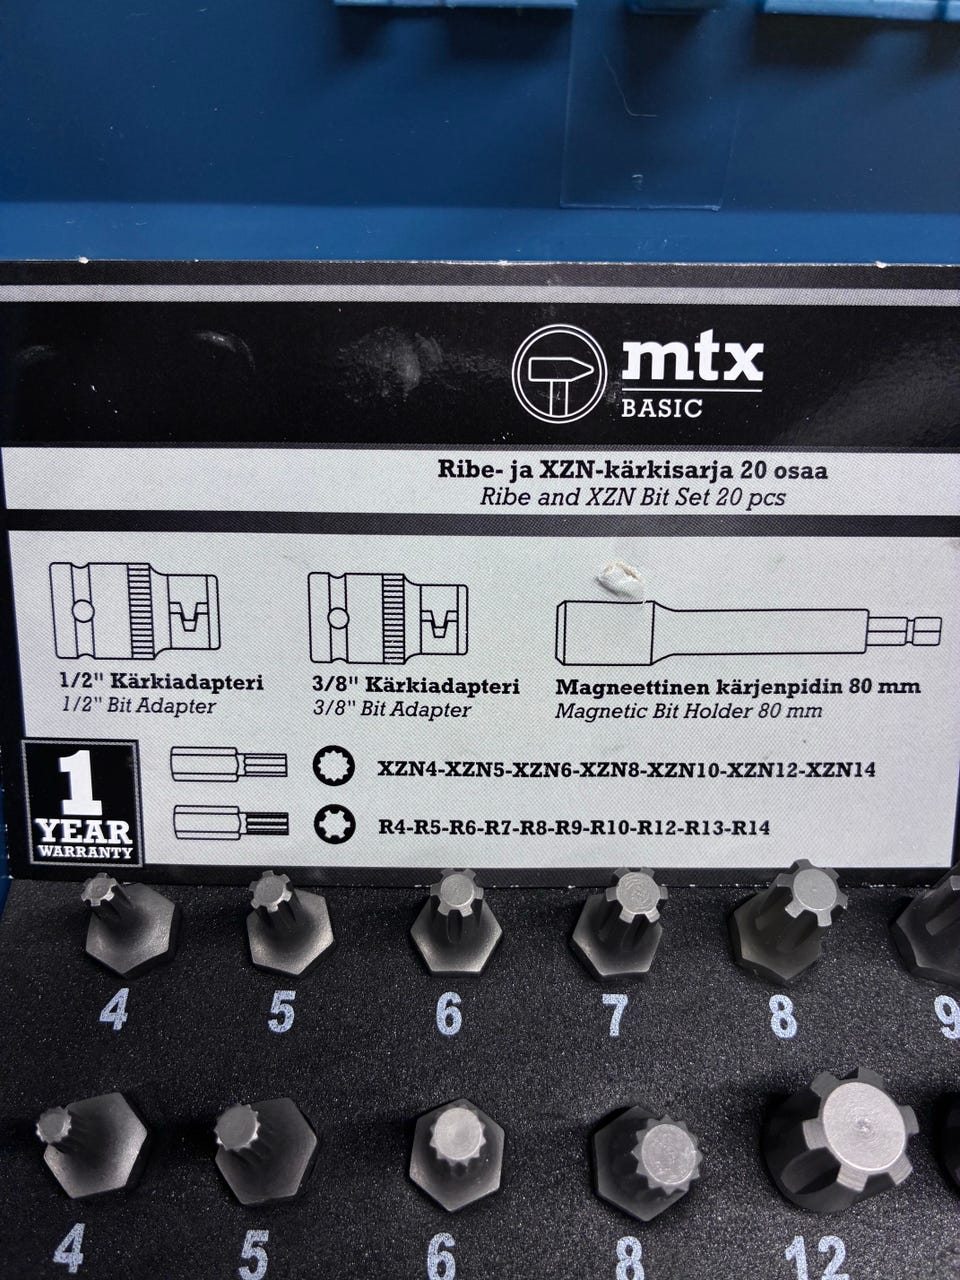 mtx
BASIC
Ribe- ja XZN-kärkisarja 20 osaa
Ribe and XZN Bit Set 20 pcs
1/2" Kärkiadapteri
1/2" Bit Adapter
3/8" Kärkiadapteri
3/8" Bit Adapter
Magneettinen kärjenpidin 80 mm
Magnetic Bit Holder 80 mm
1
YEAR
WARRANTY
XZN4-XZN5-XZN6-XZN8-XZN10-XZN12-XZN14
R4-R5-R6-R7-R8-R9-R10-R12-R13-R14
4 5 6 7 8 9
4 5 6 8 12